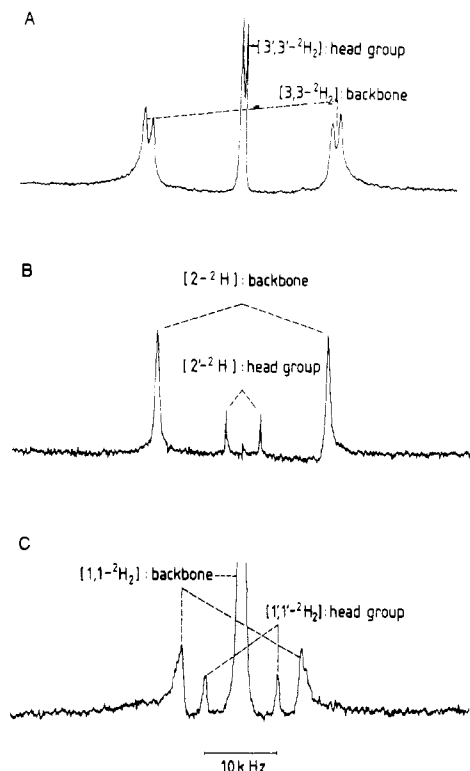 A
[3',3'-²H₂]: head group
[3,3-²H₂]: backbone
B
[2-²H]: backbone
[2'-²H]: head group
C
[1,1-²H₂]: backbone
[1',1'-²H₂]: head group
10 kHz